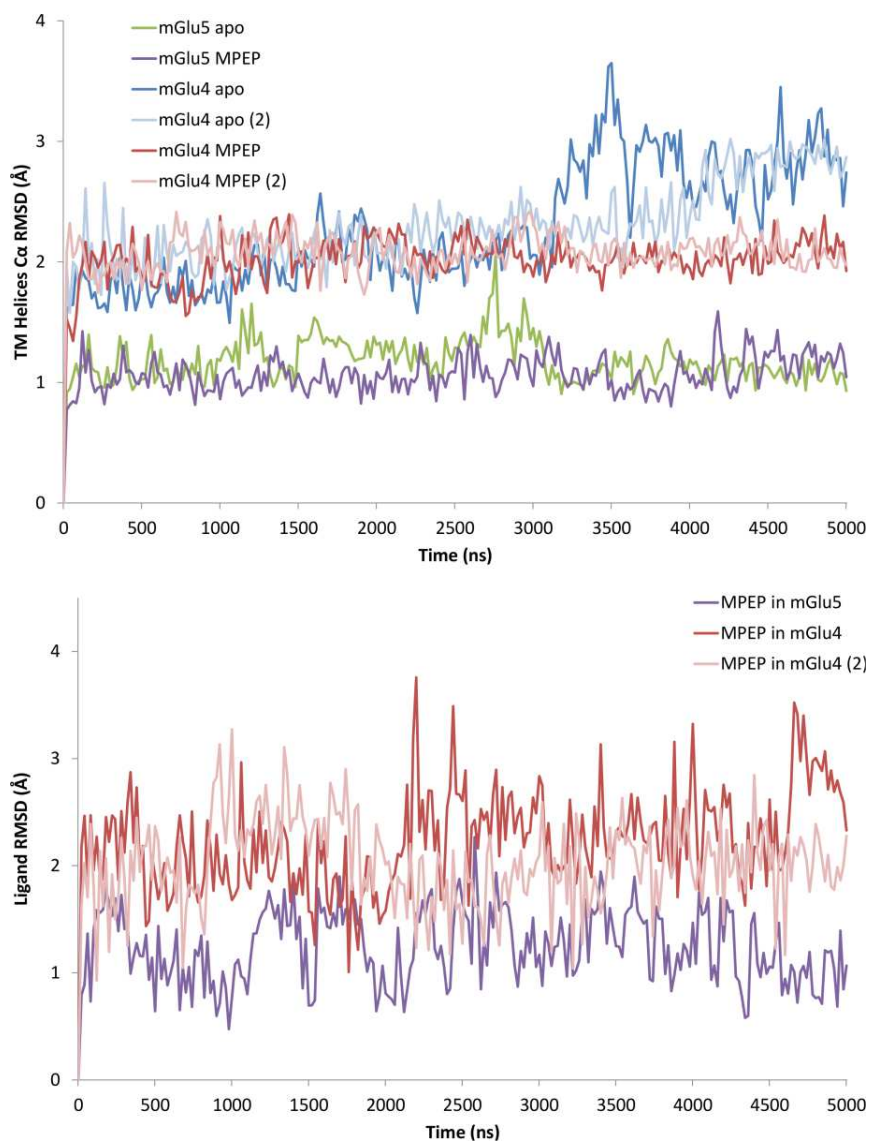 TM Helices Cα RMSD (Å)
4
3
2
1
0
mGlu5 apo
mGlu5 MPEP
mGlu4 apo
mGlu4 apo (2)
mGlu4 MPEP
mGlu4 MPEP (2)
0 500 1000 1500 2000 2500 3000 3500 4000 4500 5000
Time (ns)
Ligand RMSD (Å)
4
3
2
1
0
MPEP in mGlu5
MPEP in mGlu4
MPEP in mGlu4 (2)
0 500 1000 1500 2000 2500 3000 3500 4000 4500 5000
Time (ns)